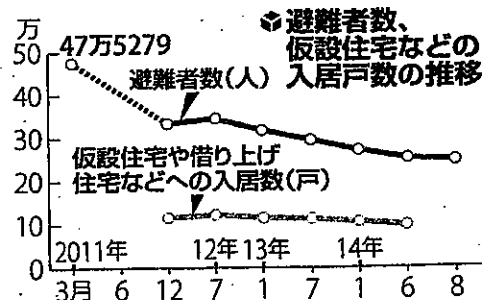 避難者数、
仮設住宅などの
入居戸数の推移
万
50
47万5279
40
避難者数(人)
30
仮設住宅や借り上げ
住宅などへの入居数(戸)
20
10
2011年 12年 13年 14年
0
3月 6 12 7 1 7 1 6 8